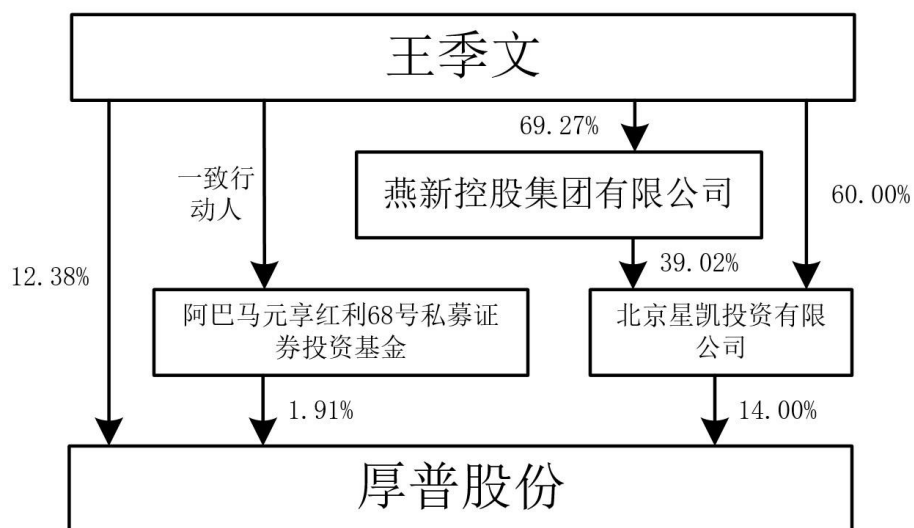 王季文
69.27%
一致行
动人
燕新控股集团有限公司
60.00%
12.38%
39.02%
阿巴马元享红利68号私募证
券投资基金
北京星凯投资有限
公司
1.91%
14.00%
厚普股份